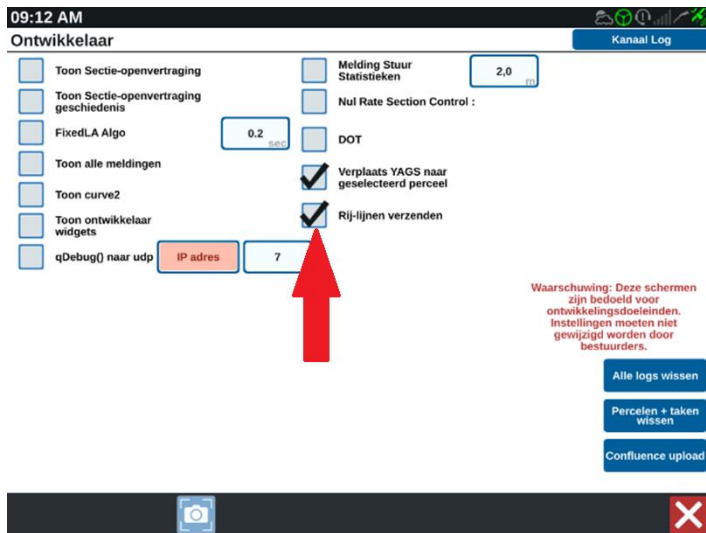 09:12 AM
Ontwikkelaar
Kanaal Log
Toon Sectie-openvertraging
Toon Sectie-openvertraging
geschiedenis
FixedLA Algo
0.2
sec
Toon alle meldingen
Toon curve2
Toon ontwikkelaar
widgets
qDebug() naar udp
IP adres
7
Melding Stuur
Statistieken
2,0
m
Nul Rate Section Control :
DOT
Verplaats YAGS naar
geselecteerd perceel
Rij-lijnen verzenden
Waarschuwing: Deze schermen
zijn bedoeld voor
ontwikkelingsdoeleinden.
Instellingen moeten niet
gewijzigd worden door
bestuurders.
Alle logs wissen
Percelen + taken
wissen
Confluence upload